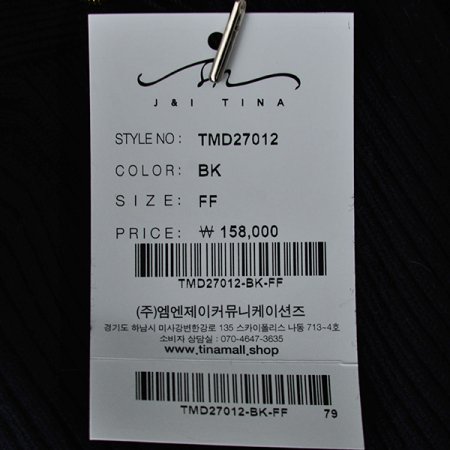 J & I TINA
STYLE NO : TMD27012
COLOR: BK
SIZE: FF
PRICE: ₩ 158,000
TMD27012-BK-FF
(주)엠엔제이커뮤니케이션즈
경기도 하남시 미사강변한강로 135 스카이폴리스 나동 713~4호
소비자 상담실 : 070-4647-3635
www.tinamall.shop
TMD27012-BK-FF 79